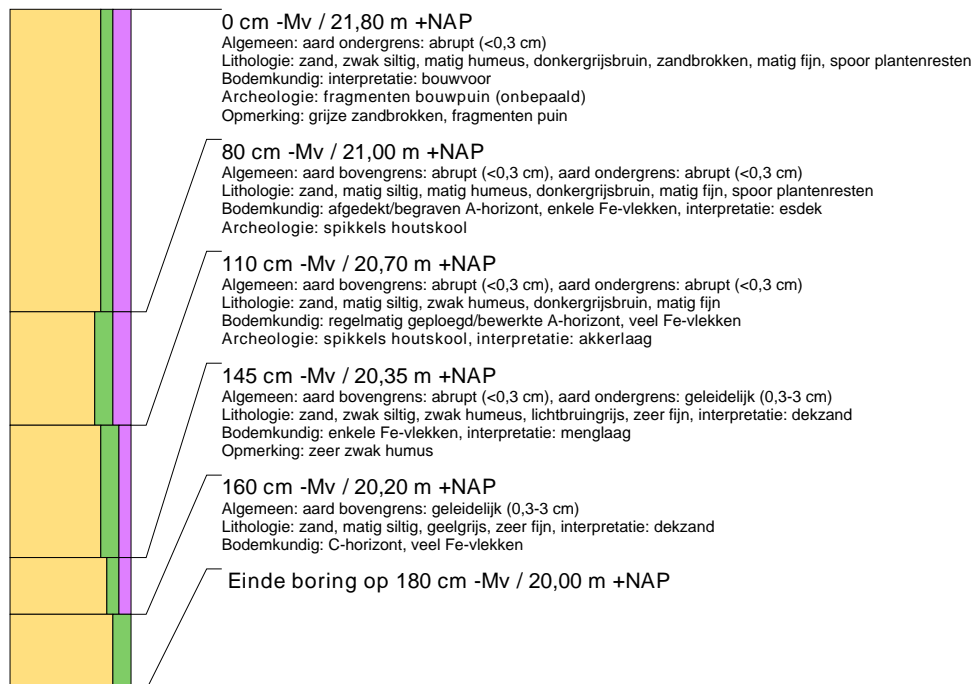 0 cm -Mv / 21,80 m +NAP
Algemeen: aard ondergrens: abrupt (<0,3 cm)
Lithologie: zand, zwak siltig, matig humeus, donkergrijsbruin, zandbrokken, matig fijn, spoor plantenresten
Bodemkundig: interpretatie: bouwvoor
Archeologie: fragmenten bouwpuin (onbepaald)
Opmerking: grijze zandbrokken, fragmenten puin
80 cm -Mv / 21,00 m +NAP
Algemeen: aard bovengrens: abrupt (<0,3 cm), aard ondergrens: abrupt (<0,3 cm)
Lithologie: zand, matig siltig, matig humeus, donkergrijsbruin, matig fijn, spoor plantenresten
Bodemkundig: afgedekt/begraven A-horizont, enkele Fe-vlekken, interpretatie: esdek
Archeologie: spikkels houtskool
110 cm -Mv / 20,70 m +NAP
Algemeen: aard bovengrens: abrupt (<0,3 cm), aard ondergrens: abrupt (<0,3 cm)
Lithologie: zand, matig siltig, zwak humeus, donkergrijsbruin, matig fijn
Bodemkundig: regelmatig geploegd/bewerkte A-horizont, veel Fe-vlekken
Archeologie: spikkels houtskool, interpretatie: akkerlaag
145 cm -Mv / 20,35 m +NAP
Algemeen: aard bovengrens: abrupt (<0,3 cm), aard ondergrens: geleidelijk (0,3-3 cm)
Lithologie: zand, zwak siltig, zwak humeus, lichtbruingrijs, zeer fijn, interpretatie: dekzand
Bodemkundig: enkele Fe-vlekken, interpretatie: menglaag
Opmerking: zeer zwak humus
160 cm -Mv / 20,20 m +NAP
Algemeen: aard bovengrens: geleidelijk (0,3-3 cm)
Lithologie: zand, matig siltig, geelgrijs, zeer fijn, interpretatie: dekzand
Bodemkundig: C-horizont, veel Fe-vlekken
Einde boring op 180 cm -Mv / 20,00 m +NAP